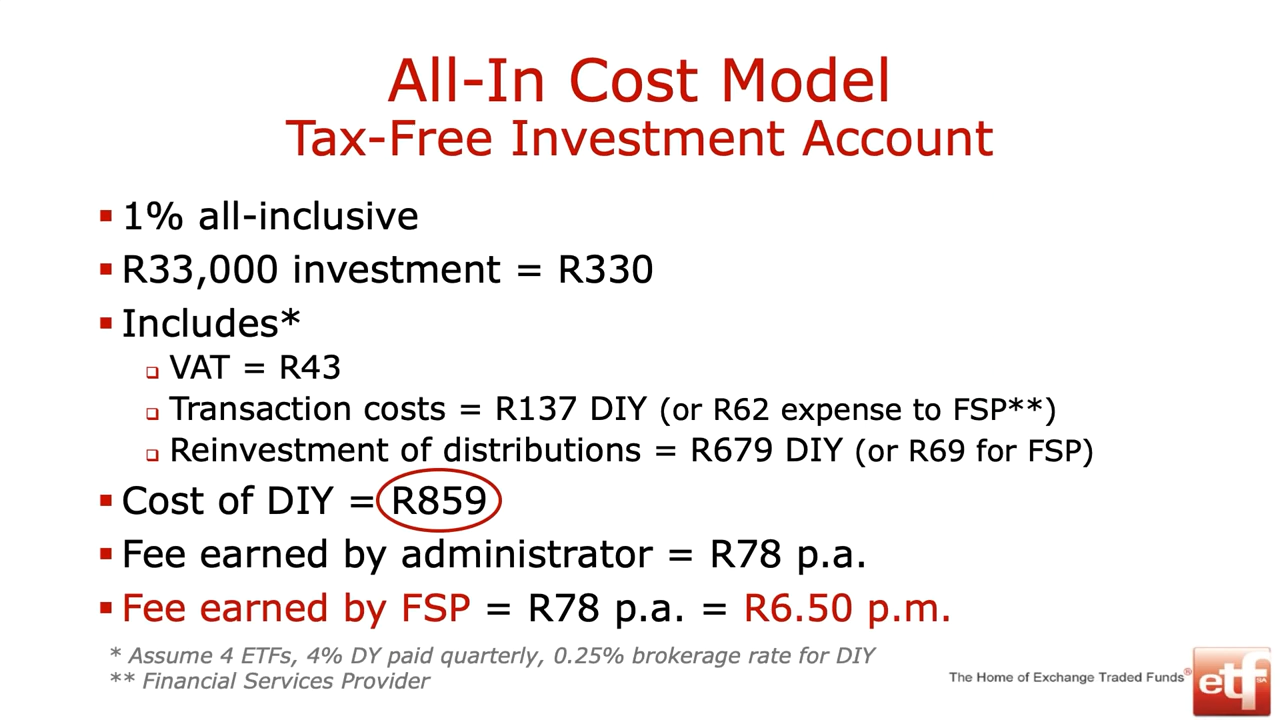 All-In Cost Model
Tax-Free Investment Account
1% all-inclusive
R33,000 investment = R330
Includes*
VAT = R43
Transaction costs = R137 DIY (or R62 expense to FSP**)
Reinvestment of distributions = R679 DIY (or R69 for FSP)
Cost of DIY = R859
Fee earned by administrator = R78 p.a.
Fee earned by FSP = R78 p.a. = R6.50 p.m.
* Assume 4 ETFs, 4% DY paid quarterly, 0.25% brokerage rate for DIY
** Financial Services Provider
The Home of Exchange Traded Funds®
etfSA